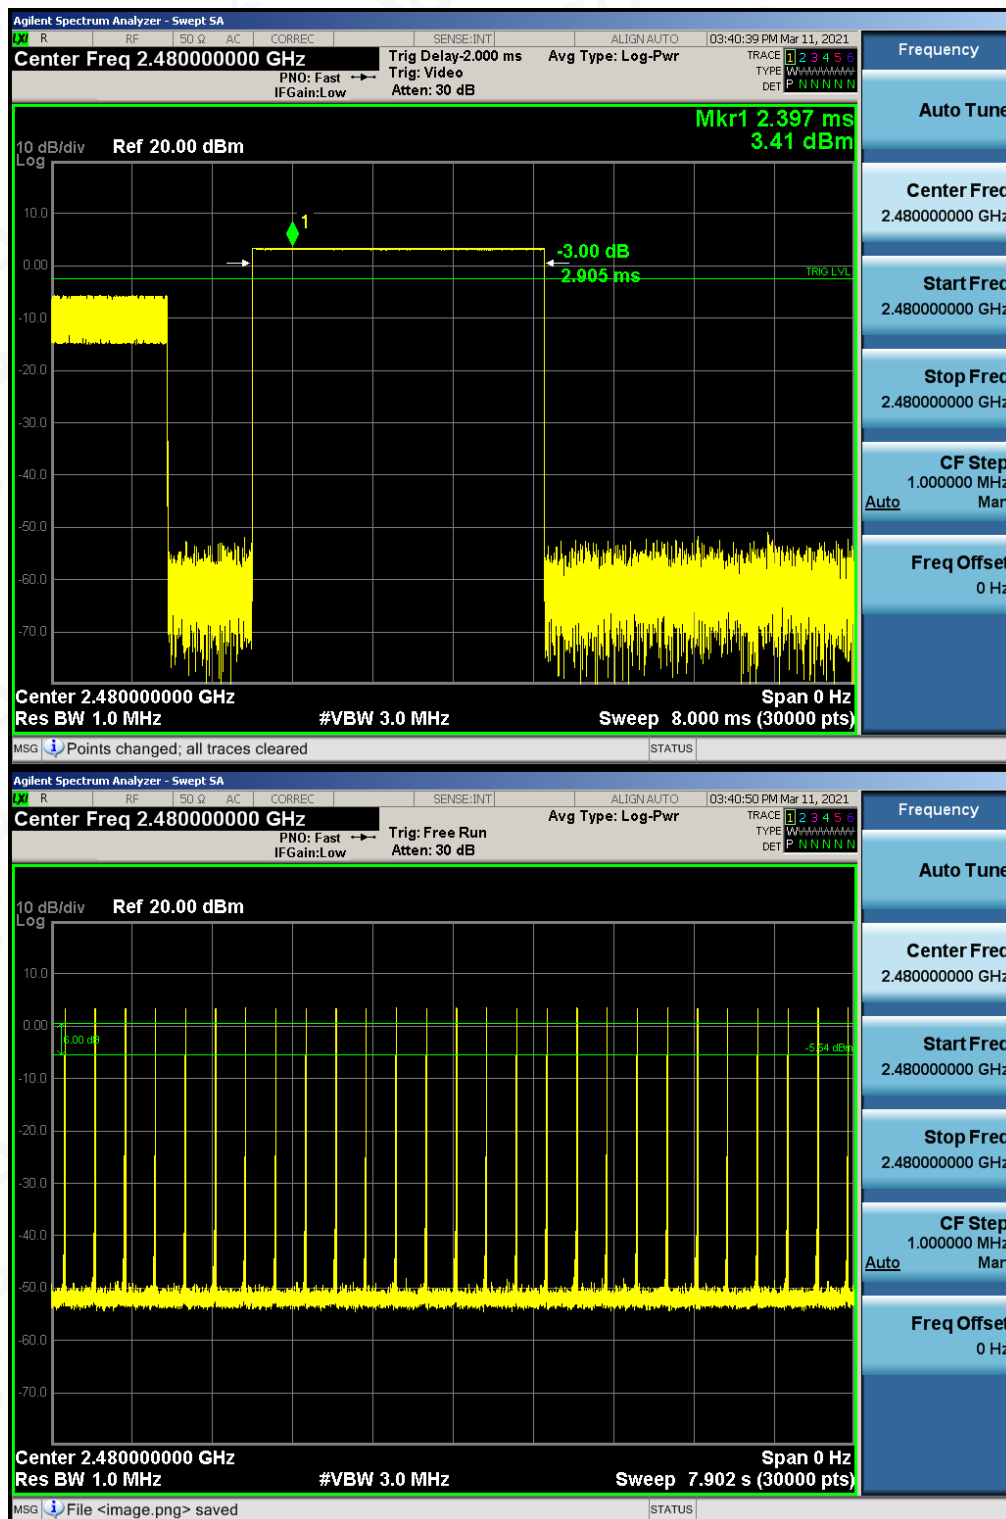 Agilent Spectrum Analyzer - Swept SA
LXI R RF 50 Ω AC CORREC SENSE:INT ALIGNAUTO 03:40:39 PM Mar 11, 2021
Center Freq 2.480000000 GHz
Trig Delay-2.000 ms Avg Type: Log-Pwr TRACE 1 2 3 4 5 6
PNO: Fast Trig: Video TYPE W
IFGain:Low Atten: 30 dB DET P N N N N N
Mkr1 2.397 ms
3.41 dBm
10 dB/div Ref 20.00 dBm
Log
10.0
1
-3.00 dB
0.00
2.905 ms
TRIG LVL
-10.0
-20.0
-30.0
-40.0
-50.0
-60.0
-70.0
Center 2.480000000 GHz Span 0 Hz
Res BW 1.0 MHz #VBW 3.0 MHz Sweep 8.000 ms (30000 pts)
MSG Points changed; all traces cleared STATUS
Frequency
Auto Tune
Center Freq
2.480000000 GHz
Start Freq
2.480000000 GHz
Stop Freq
2.480000000 GHz
CF Step
1.000000 MHz
Auto Man
Freq Offset
0 Hz
Agilent Spectrum Analyzer - Swept SA
LXI R RF 50 Ω AC CORREC SENSE:INT ALIGNAUTO 03:40:50 PM Mar 11, 2021
Center Freq 2.480000000 GHz
Avg Type: Log-Pwr TRACE 1 2 3 4 5 6
PNO: Fast Trig: Free Run TYPE W
IFGain:Low Atten: 30 dB DET P N N N N N
10 dB/div Ref 20.00 dBm
Log
10.0
0.00
6.00 dB
-5.54 dBm
-10.0
-20.0
-30.0
-40.0
-50.0
-60.0
-70.0
Center 2.480000000 GHz Span 0 Hz
Res BW 1.0 MHz #VBW 3.0 MHz Sweep 7.902 s (30000 pts)
MSG File <image.png> saved STATUS
Frequency
Auto Tune
Center Freq
2.480000000 GHz
Start Freq
2.480000000 GHz
Stop Freq
2.480000000 GHz
CF Step
1.000000 MHz
Auto Man
Freq Offset
0 Hz